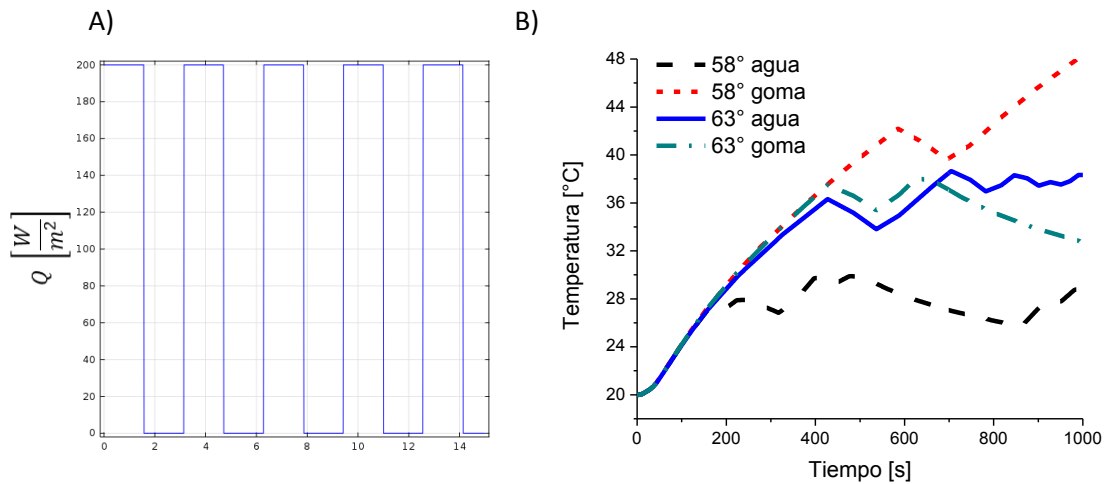 A)
B)
200
180
160
140
120
100
80
60
40
20
0
0 2 4 6 8 10 12 14
Q [W/m²]
58° agua
58° goma
63° agua
63° goma
48
44
40
36
32
28
24
20
0 200 400 600 800 1000
Temperatura [°C]
Tiempo [s]